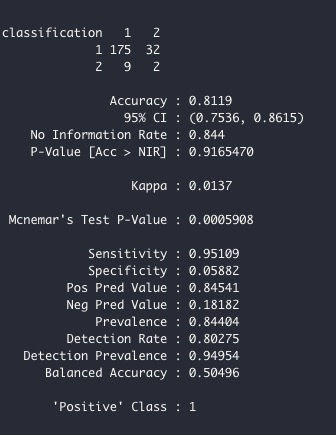 classification 1 2
1 175 32
2 9 2
Accuracy : 0.8119
95% CI : (0.7536, 0.8615)
No Information Rate : 0.844
P-Value [Acc > NIR] : 0.9165470
Kappa : 0.0137
Mcnemar's Test P-Value : 0.0005908
Sensitivity : 0.95109
Specificity : 0.05882
Pos Pred Value : 0.84541
Neg Pred Value : 0.18182
Prevalence : 0.84404
Detection Rate : 0.80275
Detection Prevalence : 0.94954
Balanced Accuracy : 0.50496
'Positive' Class : 1